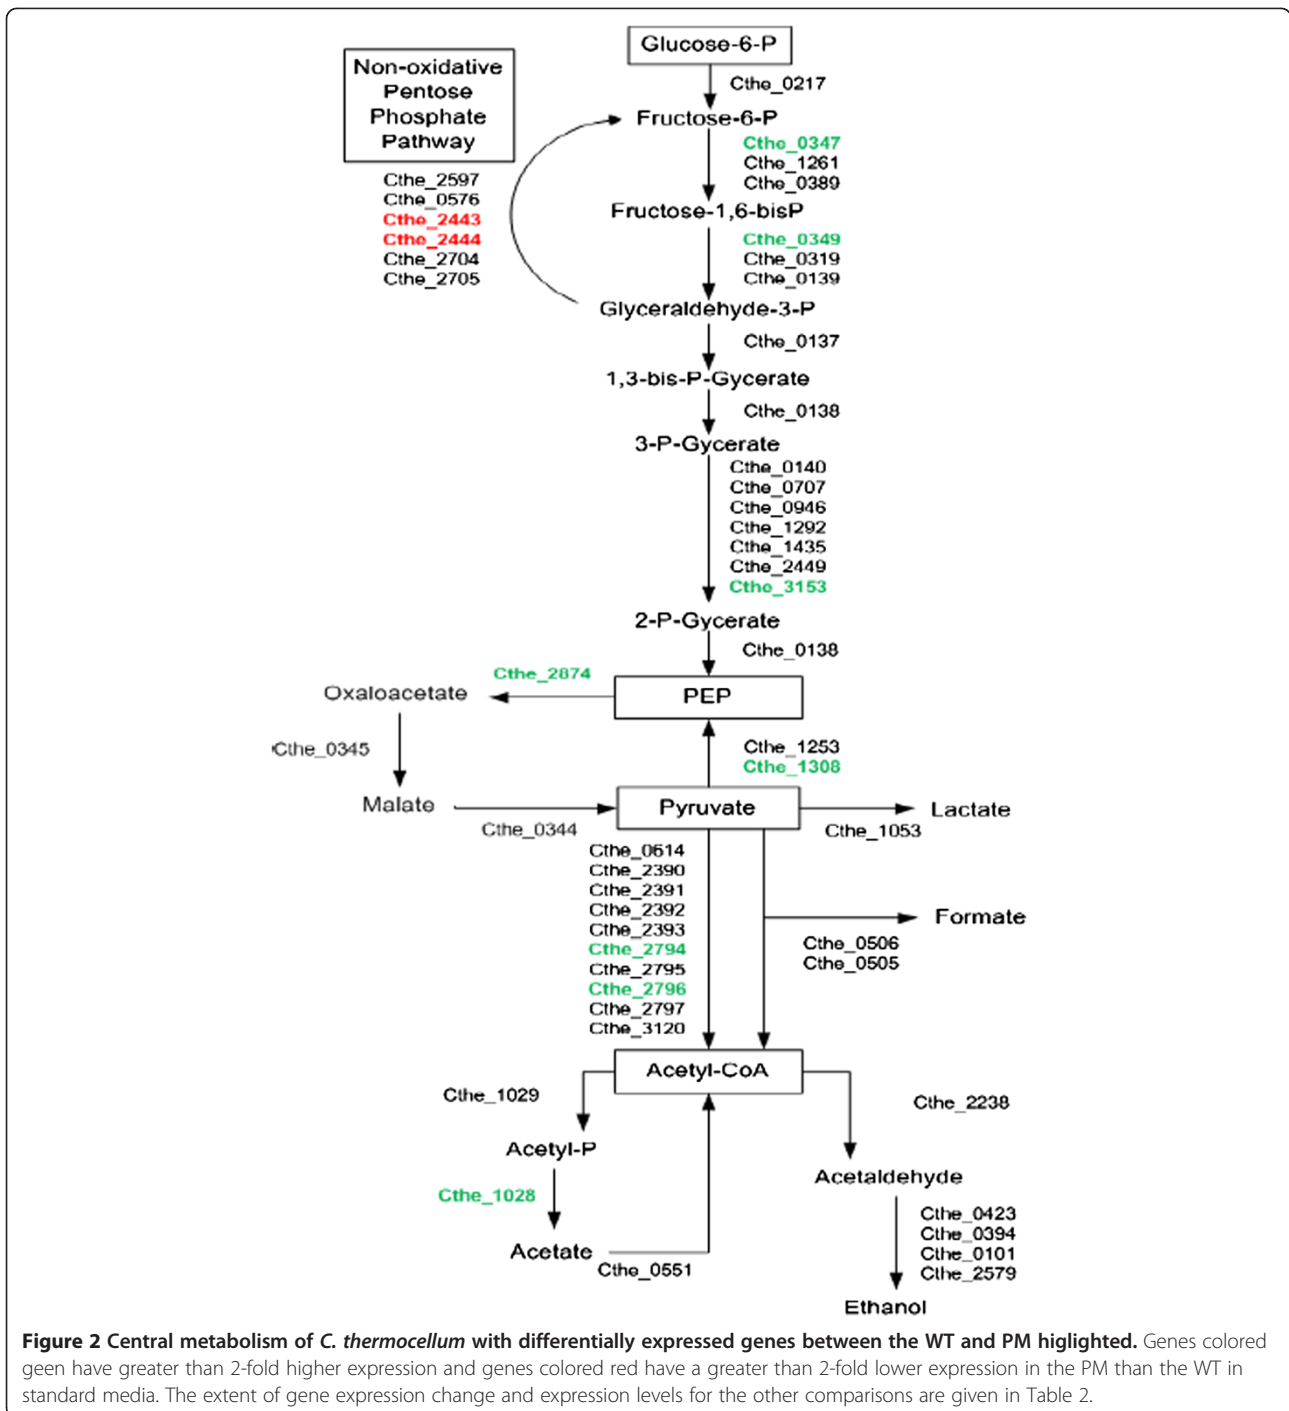 Glucose-6-P
Cthe_0217
Non-oxidative
Pentose
Phosphate
Pathway
Cthe_2597
Cthe_0576
Cthe_2443
Cthe_2444
Cthe_2704
Cthe_2705
Fructose-6-P
Cthe_0347
Cthe_1261
Cthe_0389
Fructose-1,6-bisP
Cthe_0349
Cthe_0319
Cthe_0139
Glyceraldehyde-3-P
Cthe_0137
1,3-bis-P-Gycerate
Cthe_0138
3-P-Gycerate
Cthe_0140
Cthe_0707
Cthe_0946
Cthe_1292
Cthe_1435
Cthe_2449
Cthe_3153
2-P-Gycerate
Cthe_0138
Cthe_2874
Oxaloacetate
PEP
Cthe_0345
Cthe_1253
Cthe_1308
Malate
Cthe_0344
Pyruvate
Cthe_1053
Lactate
Cthe_0614
Cthe_2390
Cthe_2391
Cthe_2392
Cthe_2393
Cthe_2794
Cthe_2795
Cthe_2796
Cthe_2797
Cthe_3120
Formate
Cthe_0506
Cthe_0505
Acetyl-CoA
Cthe_1029
Cthe_2238
Acetyl-P
Acetaldehyde
Cthe_1028
Cthe_0423
Cthe_0394
Cthe_0101
Cthe_2579
Acetate
Cthe_0551
Ethanol
Figure 2 Central metabolism of C. thermocellum with differentially expressed genes between the WT and PM higlighted. Genes colored
geen have greater than 2-fold higher expression and genes colored red have a greater than 2-fold lower expression in the PM than the WT in
standard media. The extent of gene expression change and expression levels for the other comparisons are given in Table 2.